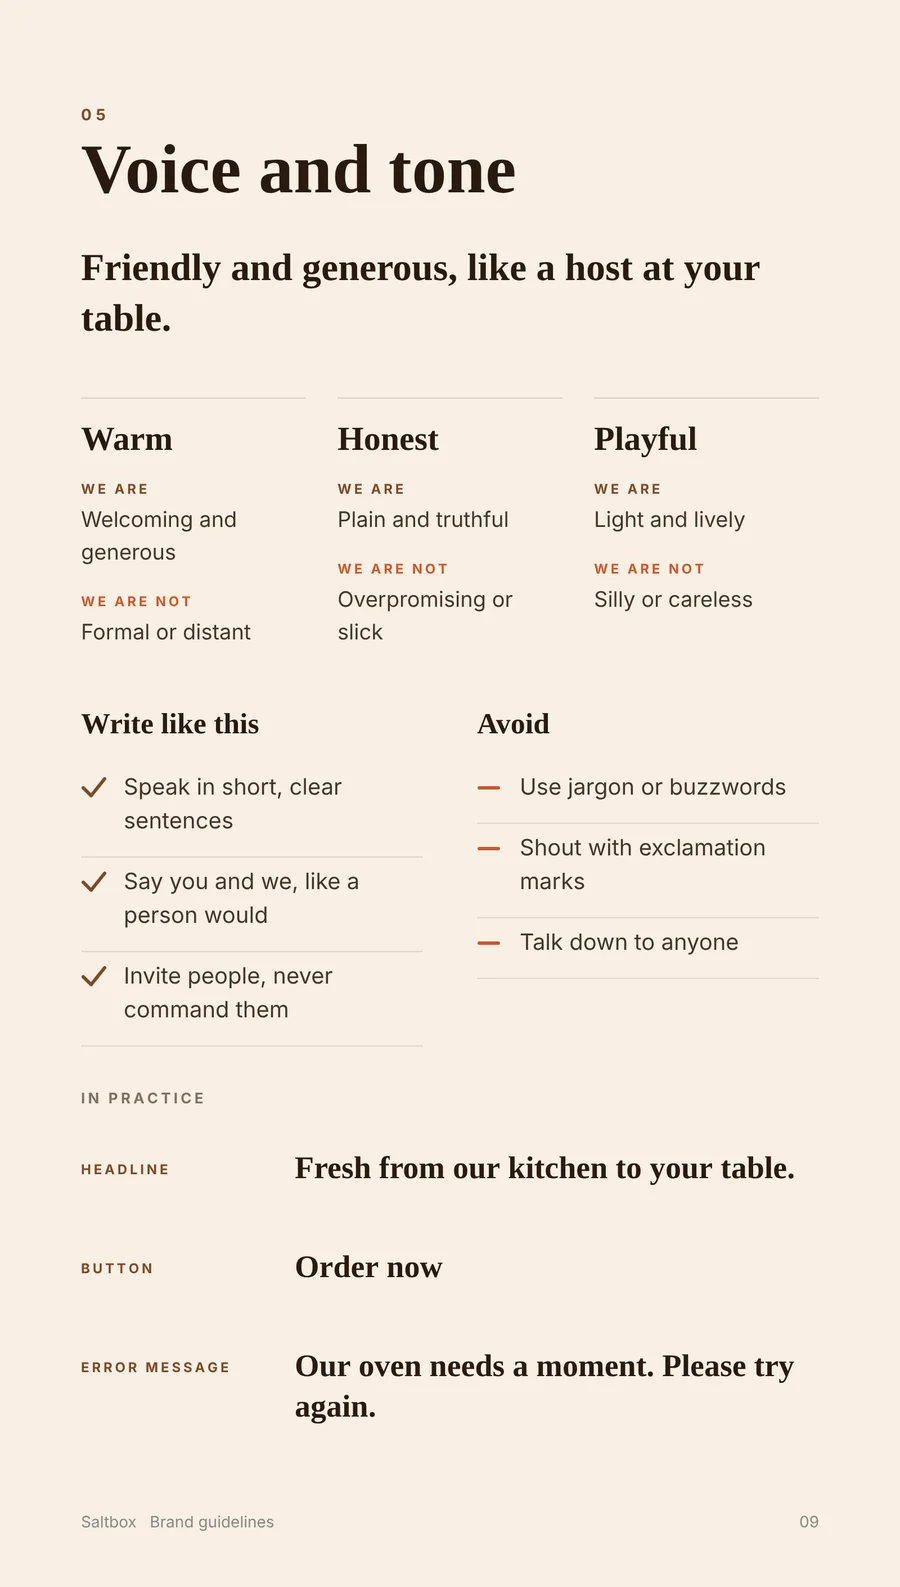 05
Voice and tone
Friendly and generous, like a host at your
table.
Warm
WE ARE
Welcoming and
generous
WE ARE NOT
Formal or distant
Honest
WE ARE
Plain and truthful
WE ARE NOT
Overpromising or
slick
Playful
WE ARE
Light and lively
WE ARE NOT
Silly or careless
Write like this
Speak in short, clear
sentences
Say you and we, like a
person would
Invite people, never
command them
Avoid
Use jargon or buzzwords
Shout with exclamation
marks
Talk down to anyone
IN PRACTICE
HEADLINE
Fresh from our kitchen to your table.
BUTTON
Order now
ERROR MESSAGE
Our oven needs a moment. Please try
again.
Saltbox Brand guidelines
09